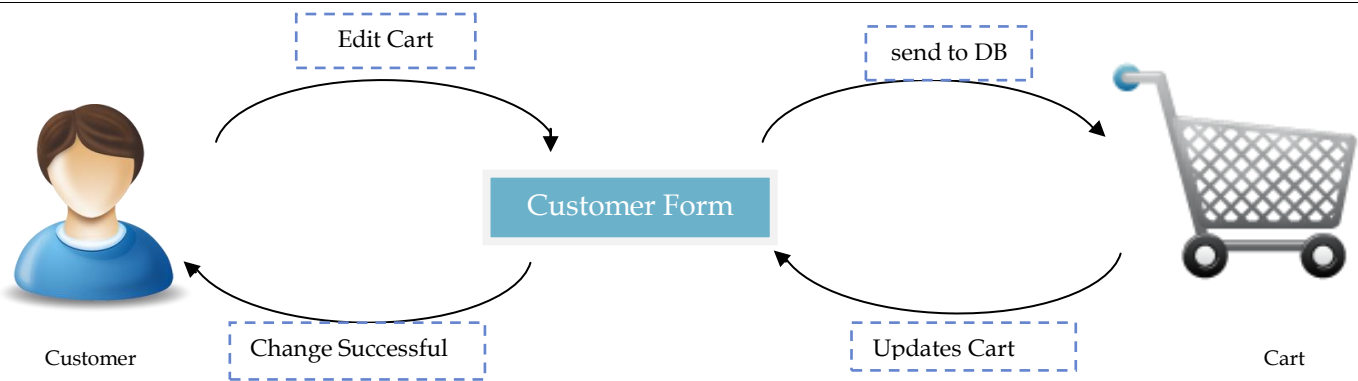 Edit Cart
send to DB
Customer Form
Change Successful
Updates Cart
Customer
Cart